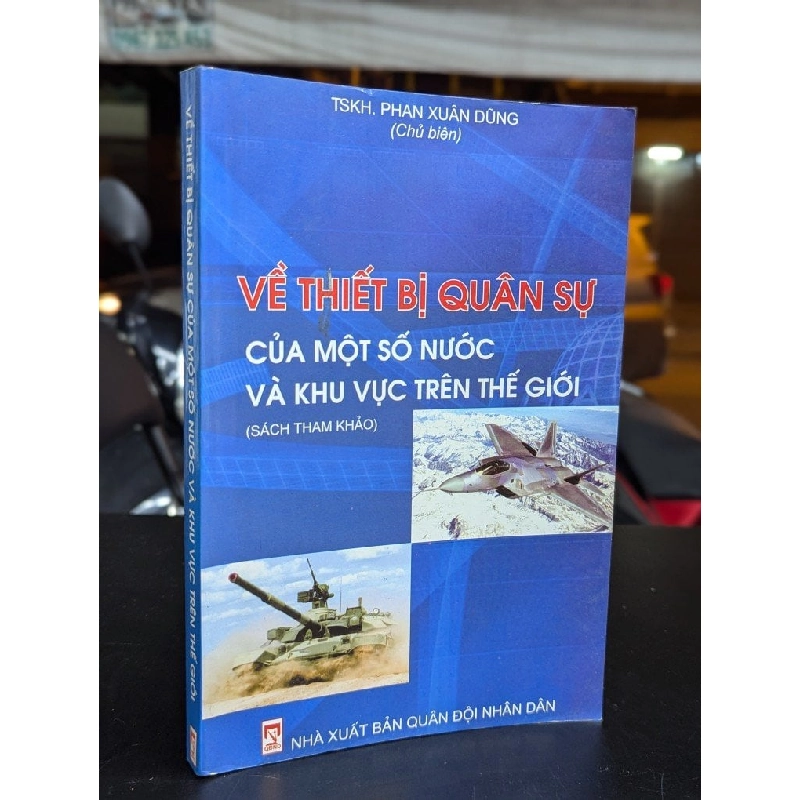 TSKH. PHAN XUÂN DŨNG
(Chủ biên)
VỀ THIẾT BỊ QUÂN SỰ
CỦA MỘT SỐ NƯỚC
VÀ KHU VỰC TRÊN THẾ GIỚI
(SÁCH THAM KHẢO)
NHÀ XUẤT BẢN QUÂN ĐỘI NHÂN DÂN
VỀ THIẾT BỊ QUÂN SỰ CỦA MỘT SỐ NƯỚC VÀ KHU VỰC TRÊN THẾ GIỚI